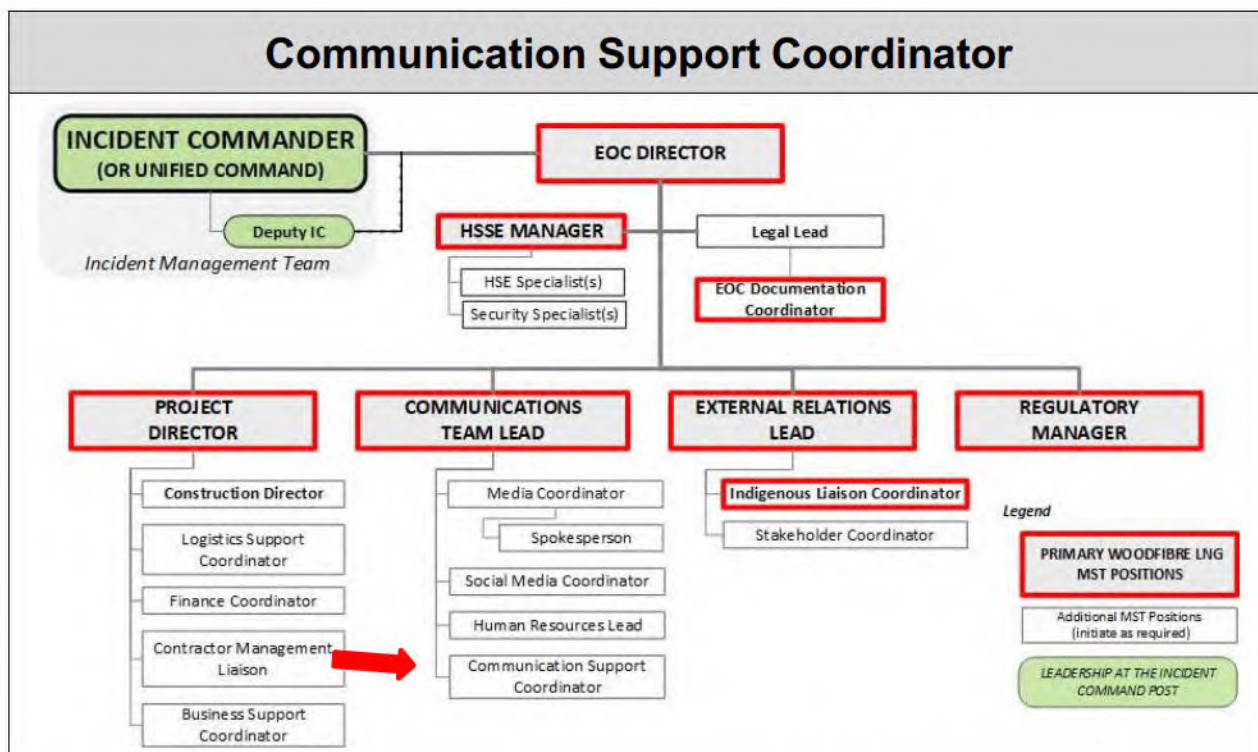 Communication Support Coordinator
INCIDENT COMMANDER
(OR UNIFIED COMMAND)
EOC DIRECTOR
Deputy IC
Incident Management Team
HSSE MANAGER
Legal Lead
HSE Specialist(s)
Security Specialist(s)
EOC Documentation
Coordinator
PROJECT
DIRECTOR
COMMUNICATIONS
TEAM LEAD
EXTERNAL RELATIONS
LEAD
REGULATORY
MANAGER
Construction Director
Logistics Support
Coordinator
Finance Coordinator
Contractor Management
Liaison
Business Support
Coordinator
Media Coordinator
Spokesperson
Social Media Coordinator
Human Resources Lead
Communication Support
Coordinator
Indigenous Liaison Coordinator
Stakeholder Coordinator
Legend
PRIMARY WOODFIBRE LNG
MST POSITIONS
Additional MST Positions
(initiate as required)
LEADERSHIP AT THE INCIDENT
COMMAND POST